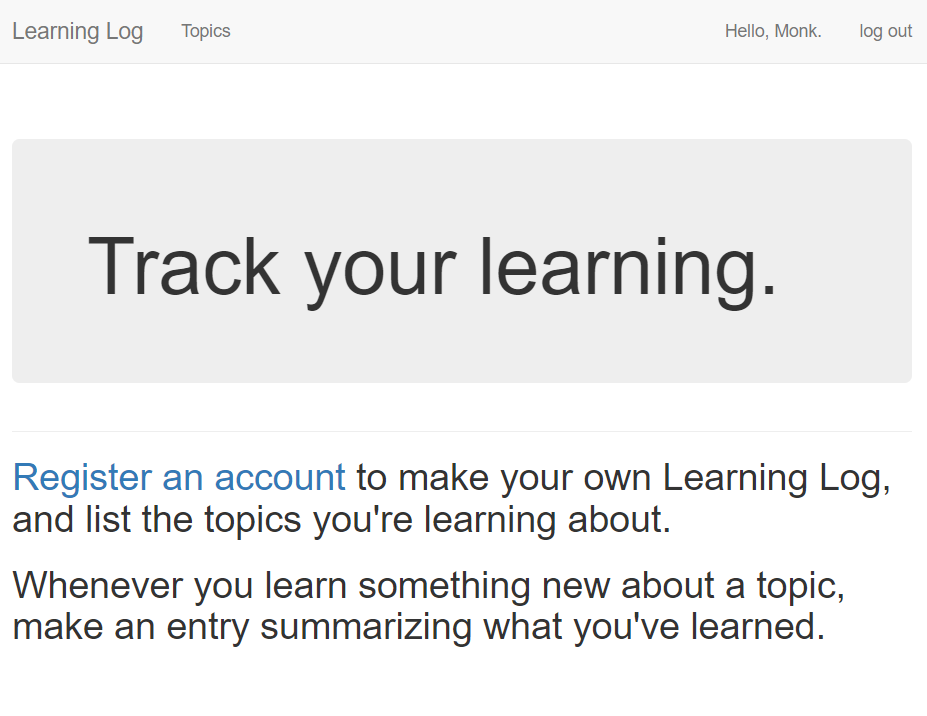 Learning Log Topics Hello, Monk. log out
Track your learning.
Register an account to make your own Learning Log,
and list the topics you're learning about.
Whenever you learn something new about a topic,
make an entry summarizing what you've learned.